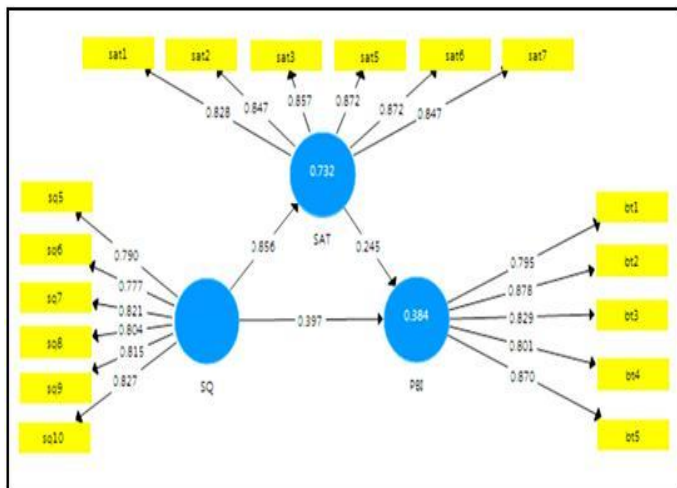 sat1 sat2 sat3 sat5 sat6 sat7
0.828 0.847 0.857 0.872 0.872 0.847
0.732
SAT
sq5
sq6
sq7
sq8
sq9
sq10
0.790
0.777
0.821
0.804
0.815
0.827
SQ
0.856
0.245
0.397
0.384
PBI
0.795
0.878
0.829
0.801
0.870
bt1
bt2
bt3
bt4
bt5